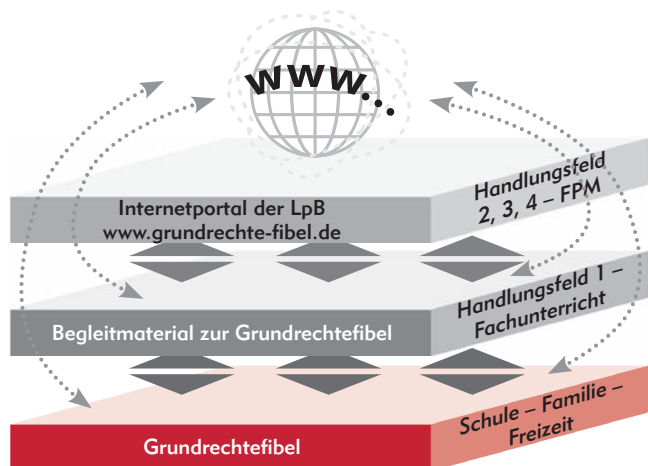 www...
Internetportal der LpB
www.grundrechte-fibel.de
Handlungsfeld
2, 3, 4 – FPM
Begleitmaterial zur Grundrechtefibel
Handlungsfeld 1 –
Fachunterricht
Grundrechtefibel
Schule – Familie –
Freizeit